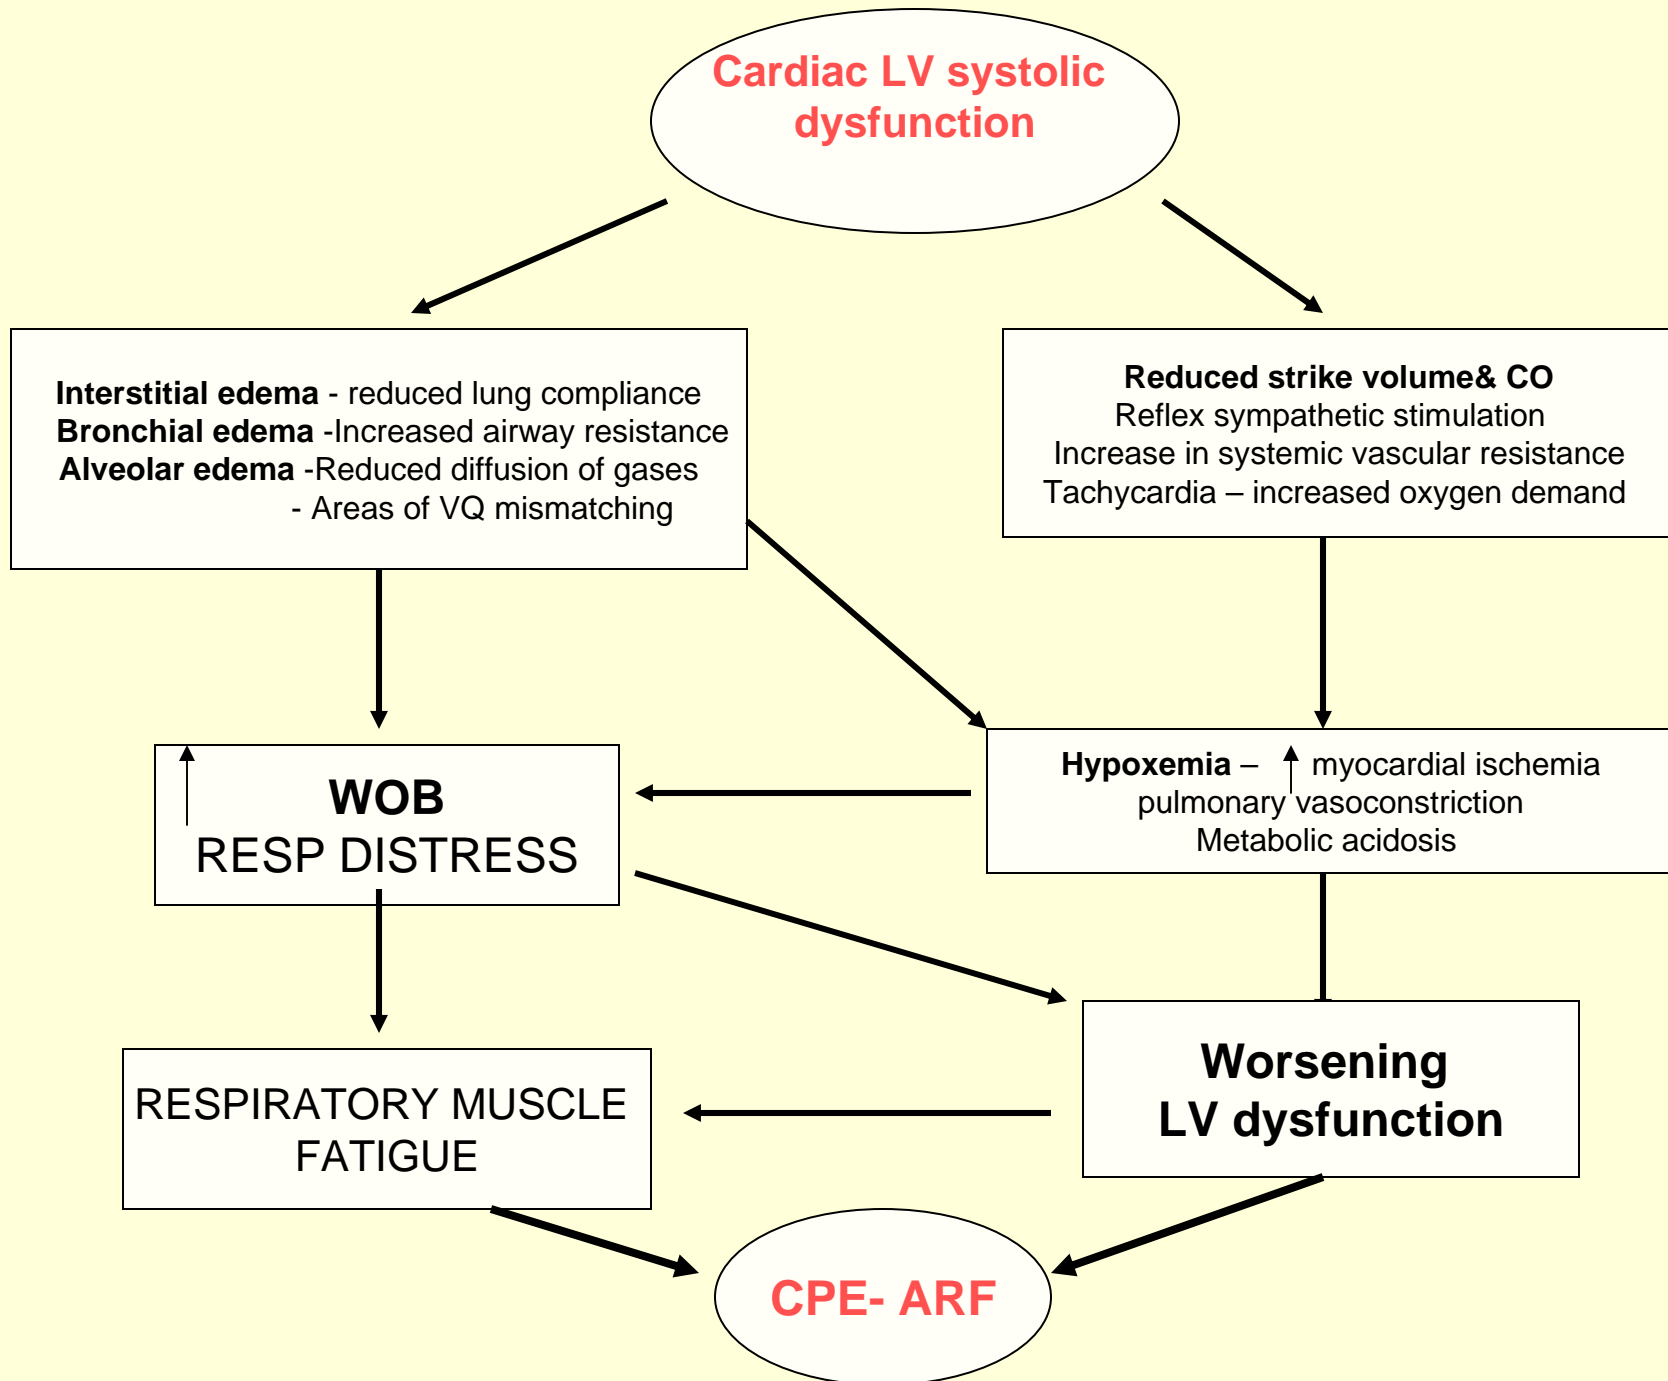 Cardiac LV systolic
dysfunction
Interstitial edema - reduced lung compliance
Bronchial edema -Increased airway resistance
Alveolar edema -Reduced diffusion of gases
- Areas of VQ mismatching
Reduced strike volume& CO
Reflex sympathetic stimulation
Increase in systemic vascular resistance
Tachycardia – increased oxygen demand
WOB
RESP DISTRESS
Hypoxemia – myocardial ischemia
pulmonary vasoconstriction
Metabolic acidosis
RESPIRATORY MUSCLE
FATIGUE
Worsening
LV dysfunction
CPE- ARF